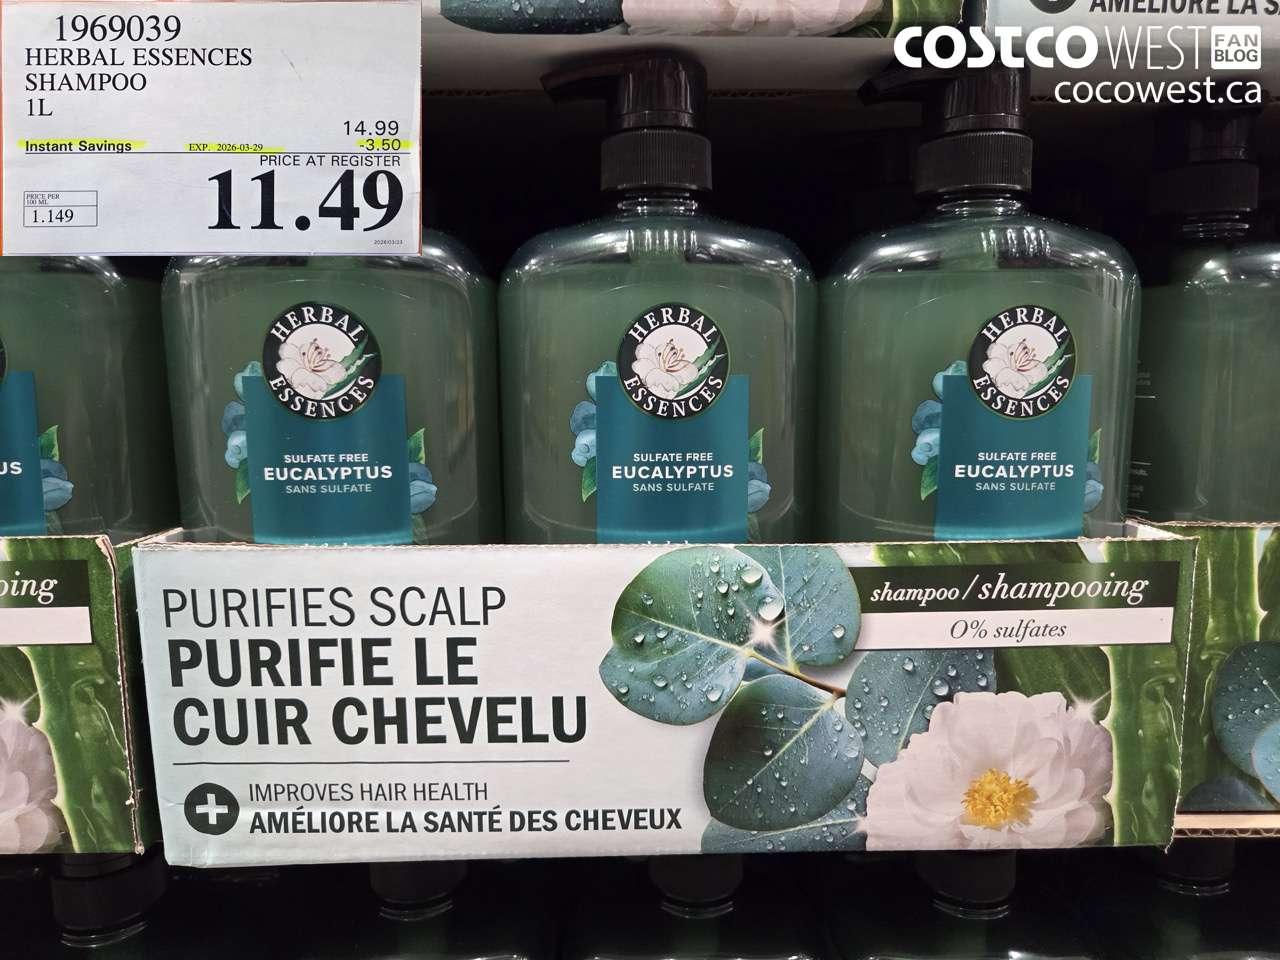 1969039
HERBAL ESSENCES
SHAMPOO
1L
14.99
Instant Savings EXP. 2026-03-29 -3.50
PRICE AT REGISTER
11.49
PRICE PER
100 ML
1.149
2026/03/23
AMÉLIORE LA S
COSTCO WEST FAN BLOG
cocowest.ca
HERBAL ESSENCES
SULFATE FREE
EUCALYPTUS
SANS SULFATE
HERBAL ESSENCES
SULFATE FREE
EUCALYPTUS
SANS SULFATE
HERBAL ESSENCES
SULFATE FREE
EUCALYPTUS
SANS SULFATE
US
oing
PURIFIES SCALP
PURIFIE LE
CUIR CHEVELU
IMPROVES HAIR HEALTH
AMÉLIORE LA SANTÉ DES CHEVEUX
shampoo/shampooing
0% sulfates